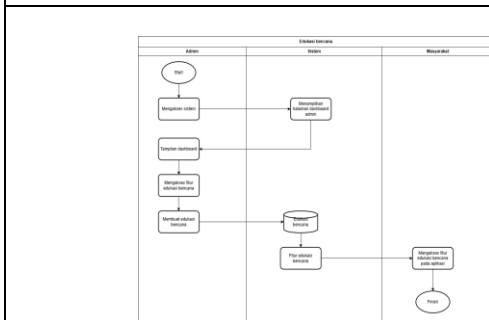 Edukasi bencana
Admin
Sistem
Masyarakat
Start
Mengakses sistem
Menampilkan
halaman dashboard
admin
Tampilan dashboard
Mengakses fitur
edukasi bencana
Membuat edukasi
bencana
Edukasi
bencana
Fitur edukasi
bencana
Mengakses fitur
edukasi bencana
pada aplikasi
Finish